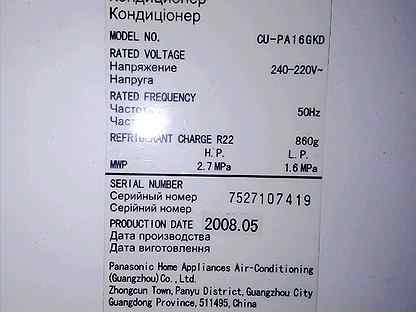 Кондиционер
Кондиціонер
MODEL NO. CU-PA16GKD
RATED VOLTAGE
Напряжение 240-220V~
Напруга
RATED FREQUENCY
50Hz
REFRIGERANT CHARGE R22 860g
H.P. L.P.
MWP 2.7 MPa 1.6 MPa
SERIAL NUMBER
Серийный номер 7527107419
Серійний номер
PRODUCTION DATE 2008.05
Дата производства
Дата виготовлення
Panasonic Home Appliances Air-Conditioning
(Guangzhou)Co., Ltd.
Zhongcun Town, Panyu District, Guangzhou City
Guangdong Province, 511495, China